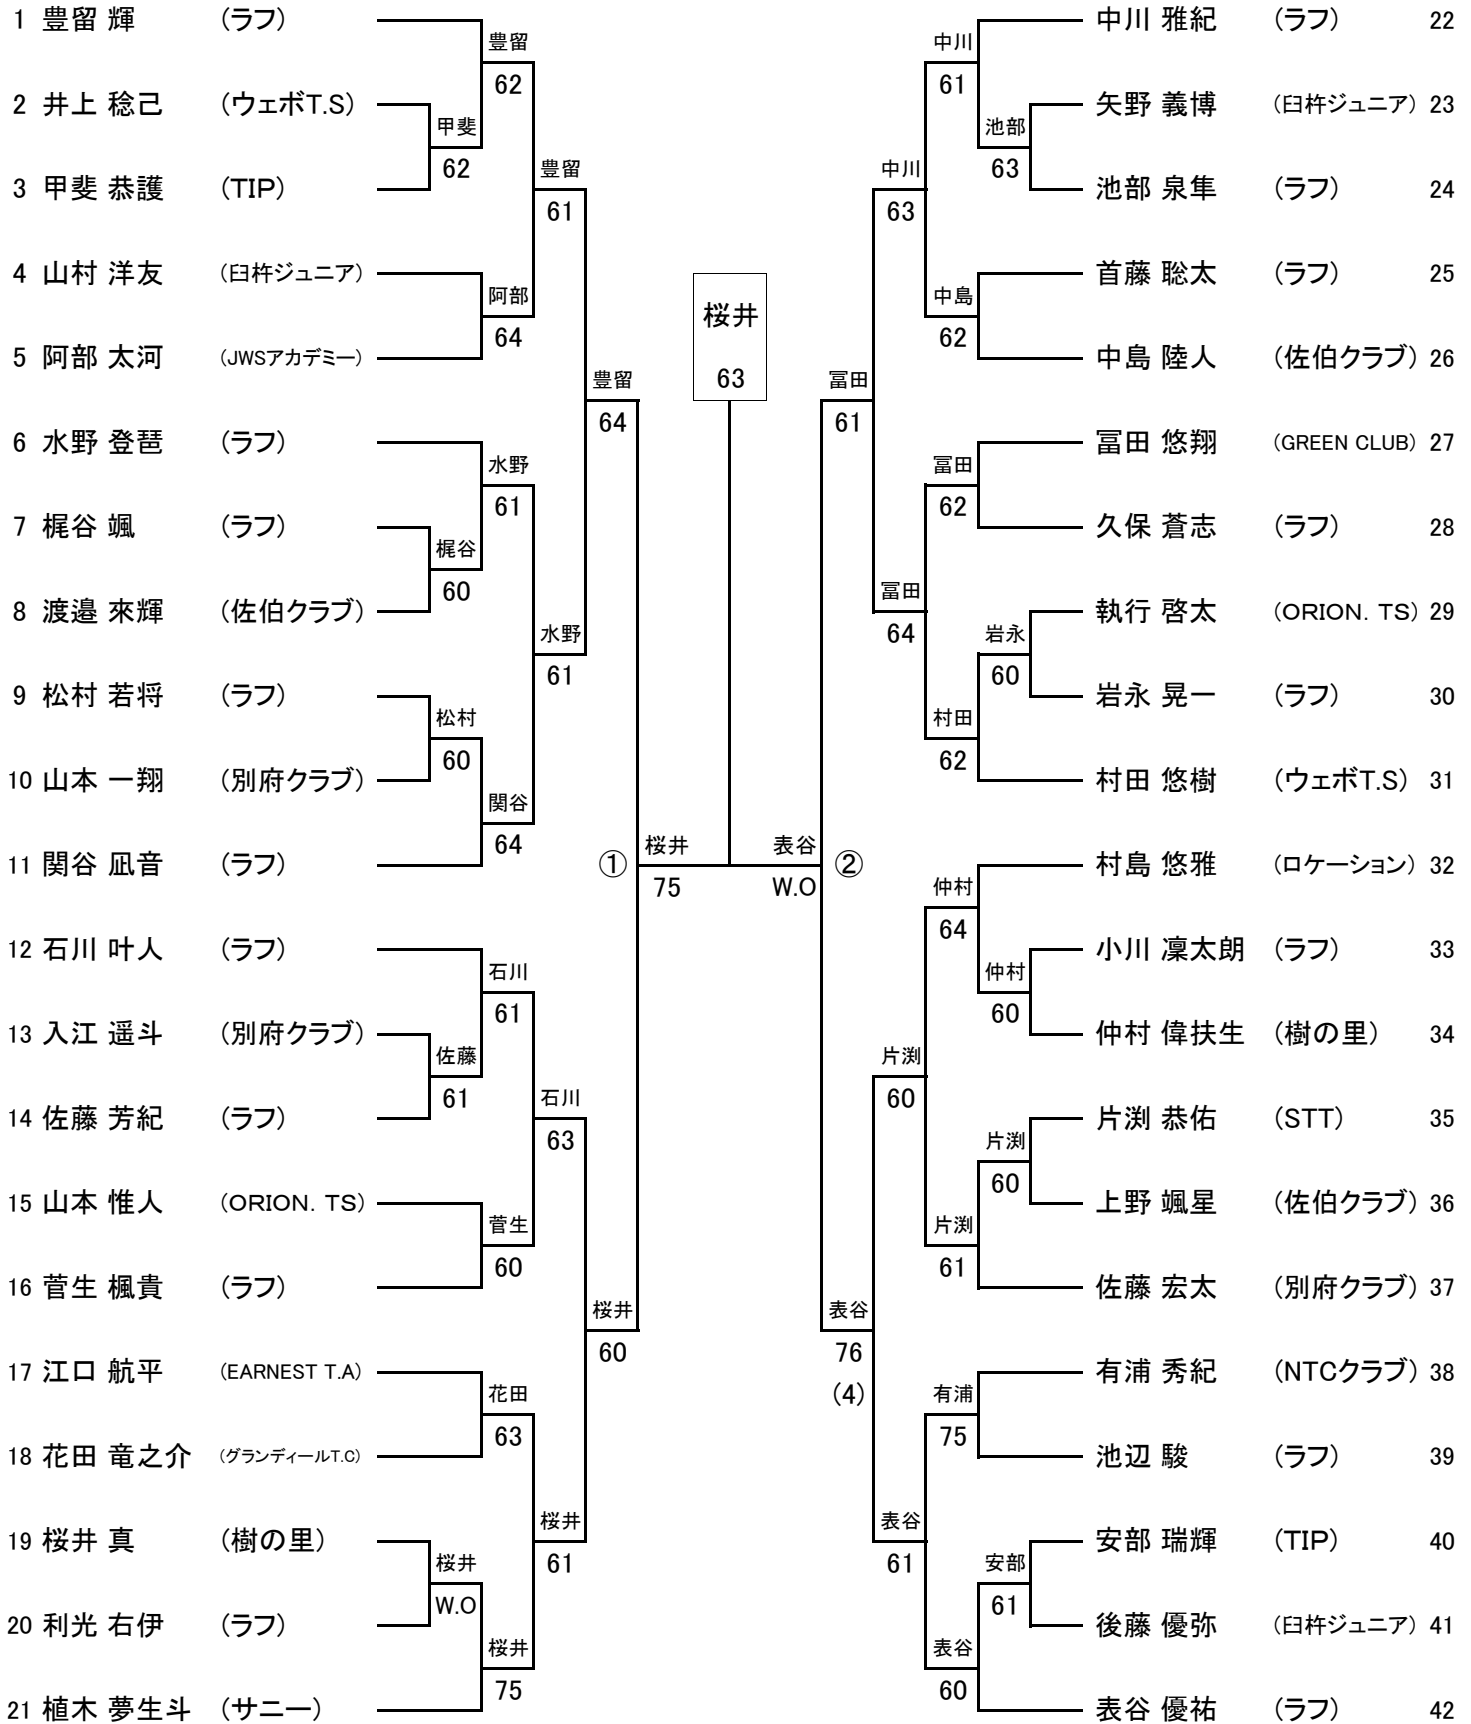 1 豊留 輝 (ラフ)
2 井上 稔己 (ウェボT.S)
3 甲斐 恭護 (TIP)
4 山村 洋友 (臼杵ジュニア)
5 阿部 太河 (JWSアカデミー)
6 水野 登琶 (ラフ)
7 梶谷 颯 (ラフ)
8 渡邉 來輝 (佐伯クラブ)
9 松村 若将 (ラフ)
10 山本 一翔 (別府クラブ)
11 関谷 凪音 (ラフ)
12 石川 叶人 (ラフ)
13 入江 遥斗 (別府クラブ)
14 佐藤 芳紀 (ラフ)
15 山本 惟人 (ORION. TS)
16 菅生 楓貴 (ラフ)
17 江口 航平 (EARNEST T.A)
18 花田 竜之介 (グランディールT.C)
19 桜井 真 (樹の里)
20 利光 右伊 (ラフ)
21 植木 夢生斗 (サニー)
甲斐
62
梶谷
60
松村
60
佐藤
61
桜井
W.O
豊留
62
阿部
64
水野
61
関谷
64
石川
61
菅生
60
花田
63
桜井
75
豊留
61
水野
61
石川
63
桜井
61
豊留
64
桜井
60
①
桜井
75
桜井
63
表谷
W.O
②
冨田
61
表谷
76
(4)
中川
63
冨田
64
片渕
60
表谷
61
中川
61
中島
62
冨田
62
村田
62
仲村
64
片渕
61
有浦
75
表谷
60
池部
63
岩永
60
仲村
60
片渕
60
安部
61
中川 雅紀 (ラフ) 22
矢野 義博 (臼杵ジュニア) 23
池部 泉隼 (ラフ) 24
首藤 聡太 (ラフ) 25
中島 陸人 (佐伯クラブ) 26
冨田 悠翔 (GREEN CLUB) 27
久保 蒼志 (ラフ) 28
執行 啓太 (ORION. TS) 29
岩永 晃一 (ラフ) 30
村田 悠樹 (ウェボT.S) 31
村島 悠雅 (ロケーション) 32
小川 凜太朗 (ラフ) 33
仲村 偉扶生 (樹の里) 34
片渕 恭佑 (STT) 35
上野 颯星 (佐伯クラブ) 36
佐藤 宏太 (別府クラブ) 37
有浦 秀紀 (NTCクラブ) 38
池辺 駿 (ラフ) 39
安部 瑞輝 (TIP) 40
後藤 優弥 (臼杵ジュニア) 41
表谷 優祐 (ラフ) 42